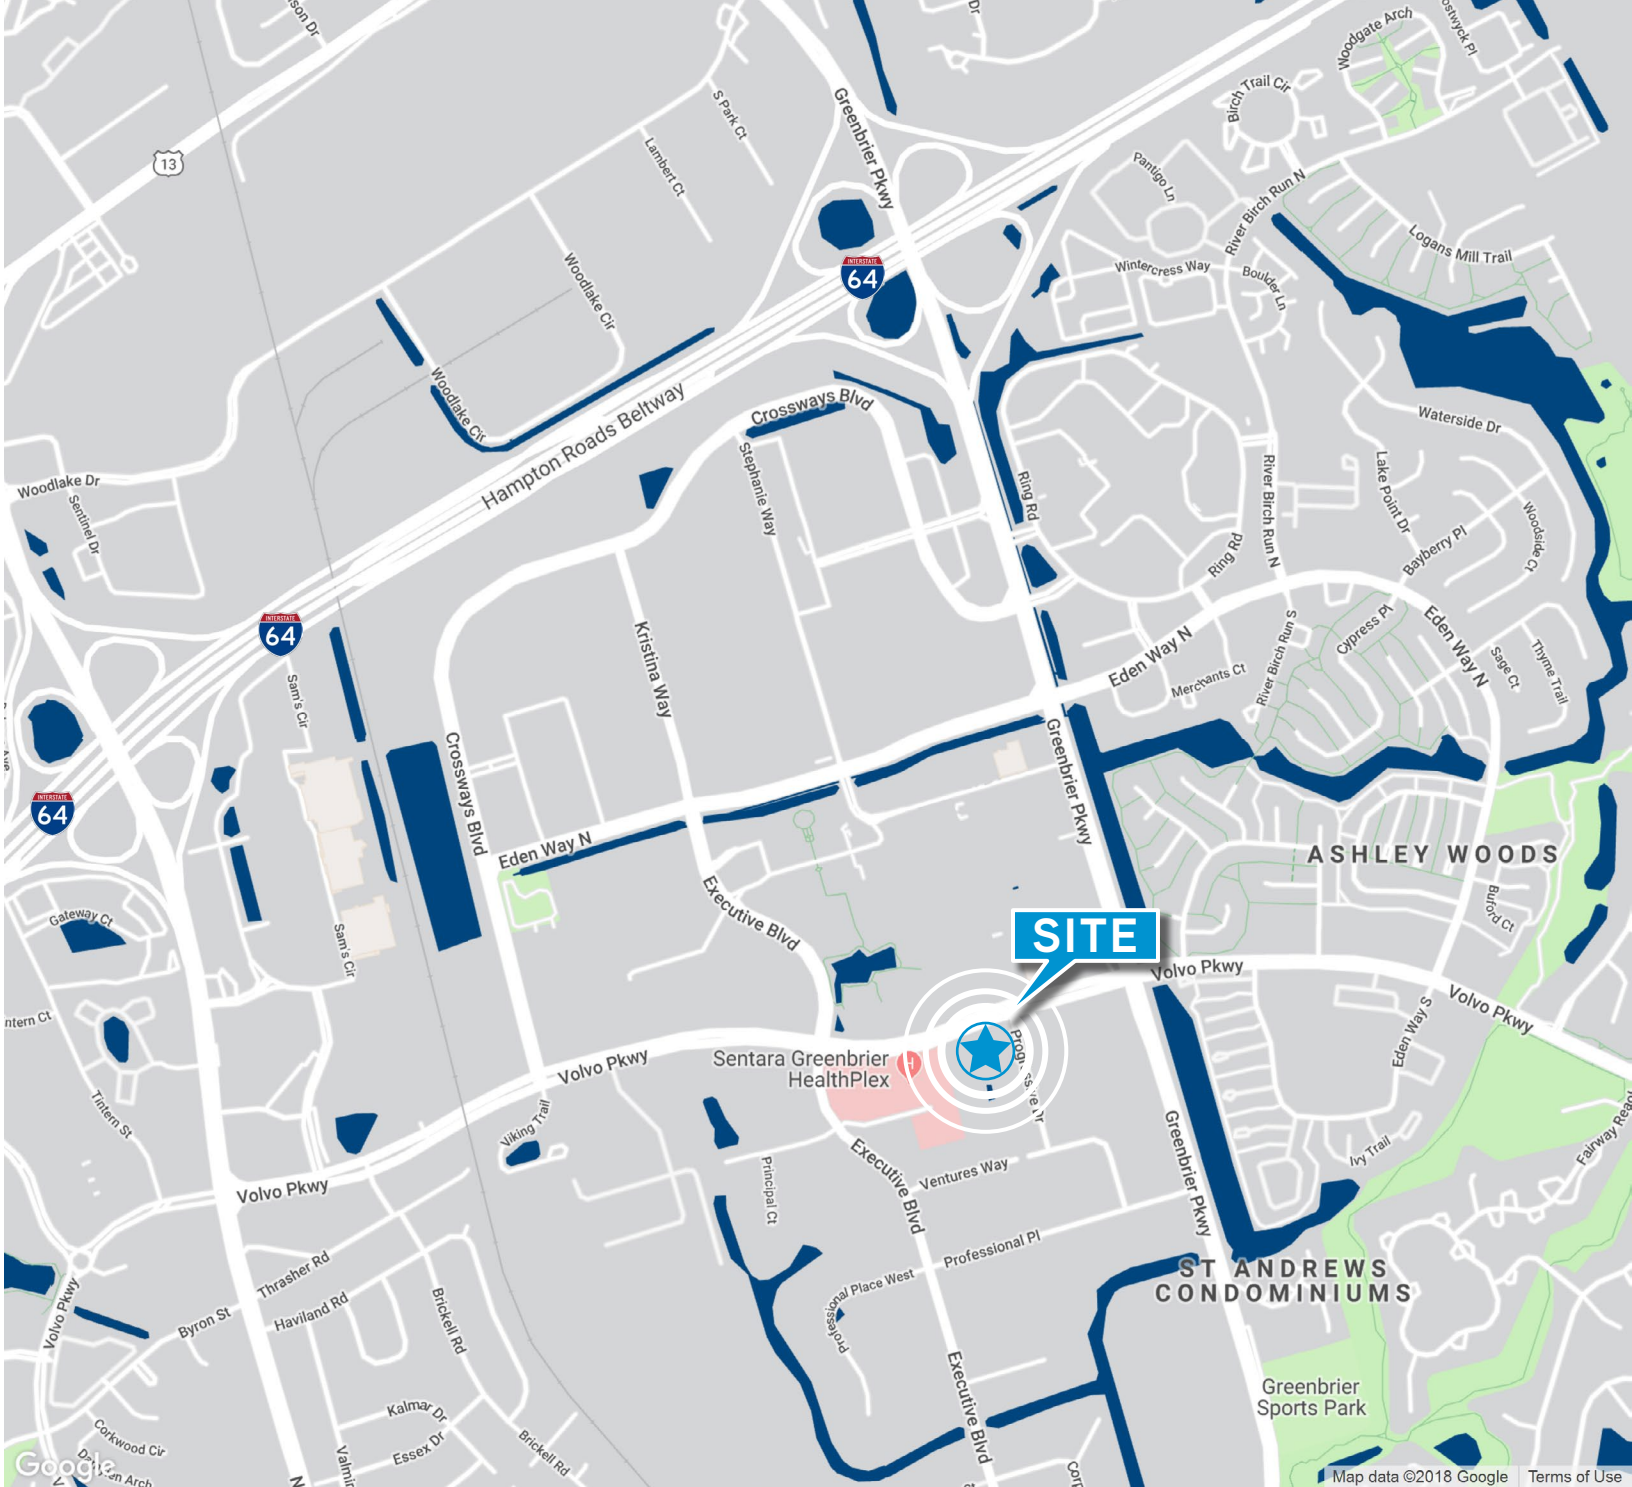 Woodgate Arch
Birch Trail Cir
S Park Ct
Greenbrier Pkwy
13
Lambert Ct
Pantigo Ln
River Birch Run N
Logans Mill Trail
Woodlake Cir
INTERSTATE
64
Wintercress Way
Boulder Ln
Woodlake Cir
Hampton Roads Beltway
Crossways Blvd
Waterside Dr
Woodlake Dr
Sentinel Dr
Stephanie Way
Ring Rd
River Birch Run N
Lake Point Dr
Woodside Ct
Bayberry Pl
Ring Rd
INTERSTATE
64
Kristina Way
Eden Way N
Merchants Ct
River Birch Run S
Cypress Pl
Eden Way N
Sage Ct
Thyme Trail
Sam's Cir
Crossways Blvd
Greenbrier Pkwy
INTERSTATE
64
Eden Way N
ASHLEY WOODS
Gateway Ct
Sam's Cir
Executive Blvd
Buford Ct
SITE
Volvo Pkwy
Volvo Pkwy
Eden Way S
Sentara Greenbrier
HealthPlex
H
Volvo Pkwy
Tintern St
Viking Trail
Executive Blvd
Principal Ct
Ventures Way
Greenbrier Pkwy
Ivy Trail
Volvo Pkwy
Professional Pl
Professional Place West
ST ANDREWS
CONDOMINIUMS
Thrasher Rd
Byron St
Haviland Rd
Volvo Pkwy
Brickell Rd
Executive Blvd
Greenbrier
Sports Park
Kalmar Dr
Essex Dr
Brickell Rd
Corkwood Cir
Google
Map data ©2018 Google
Terms of Use